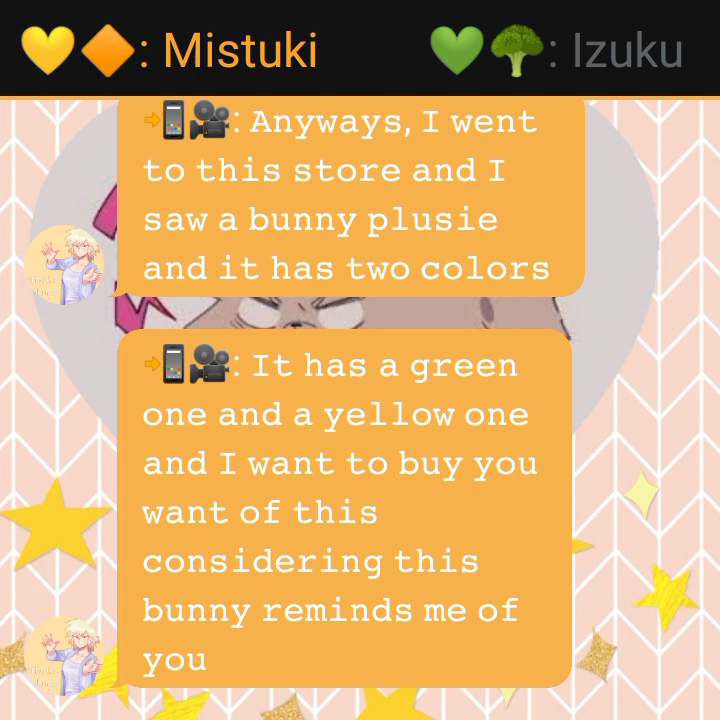 💛🔶: Mistuki
💚🥦: Izuku
📲🎥: Anyways, I went
to this store and I
saw a bunny plusie
and it has two colors
📲🎥: It has a green
one and a yellow one
and I want to buy you
want of this
considering this
bunny reminds me of
you